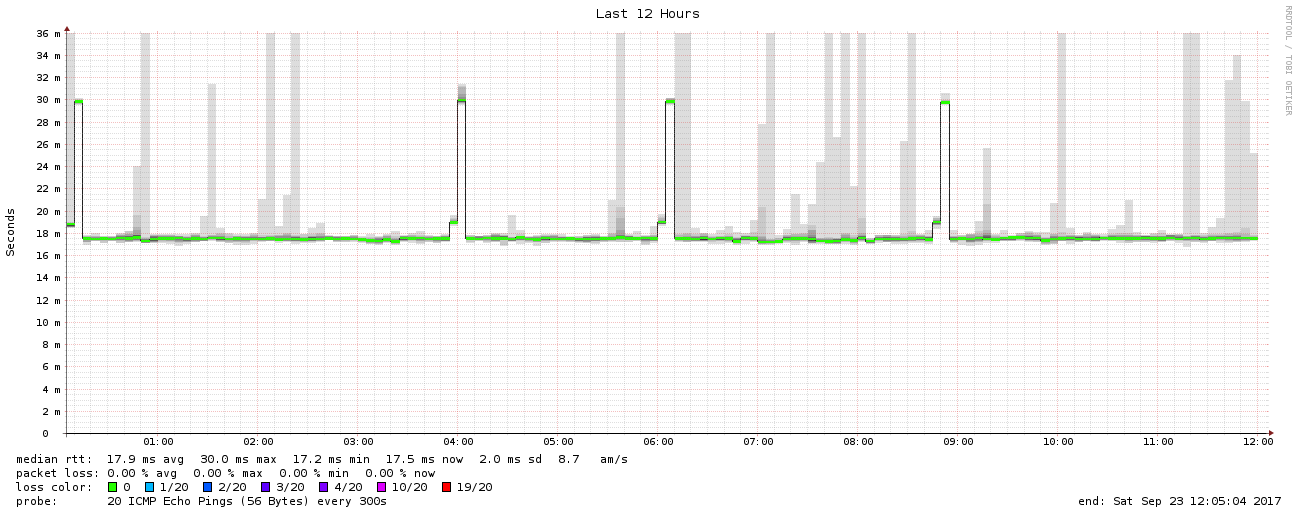 Last 12 Hours
RRDTOOL / TOBI OETIKER
Seconds
36 m
34 m
32 m
30 m
28 m
26 m
24 m
22 m
20 m
18 m
16 m
14 m
12 m
10 m
8 m
6 m
4 m
2 m
0
01:00 02:00 03:00 04:00 05:00 06:00 07:00 08:00 09:00 10:00 11:00 12:00
median rtt: 17.9 ms avg 30.0 ms max 17.2 ms min 17.5 ms now 2.0 ms sd 8.7 am/s
packet loss: 0.00 % avg 0.00 % max 0.00 % min 0.00 % now
loss color: 0 1/20 2/20 3/20 4/20 10/20 19/20
probe: 20 ICMP Echo Pings (56 Bytes) every 300s end: Sat Sep 23 12:05:04 2017